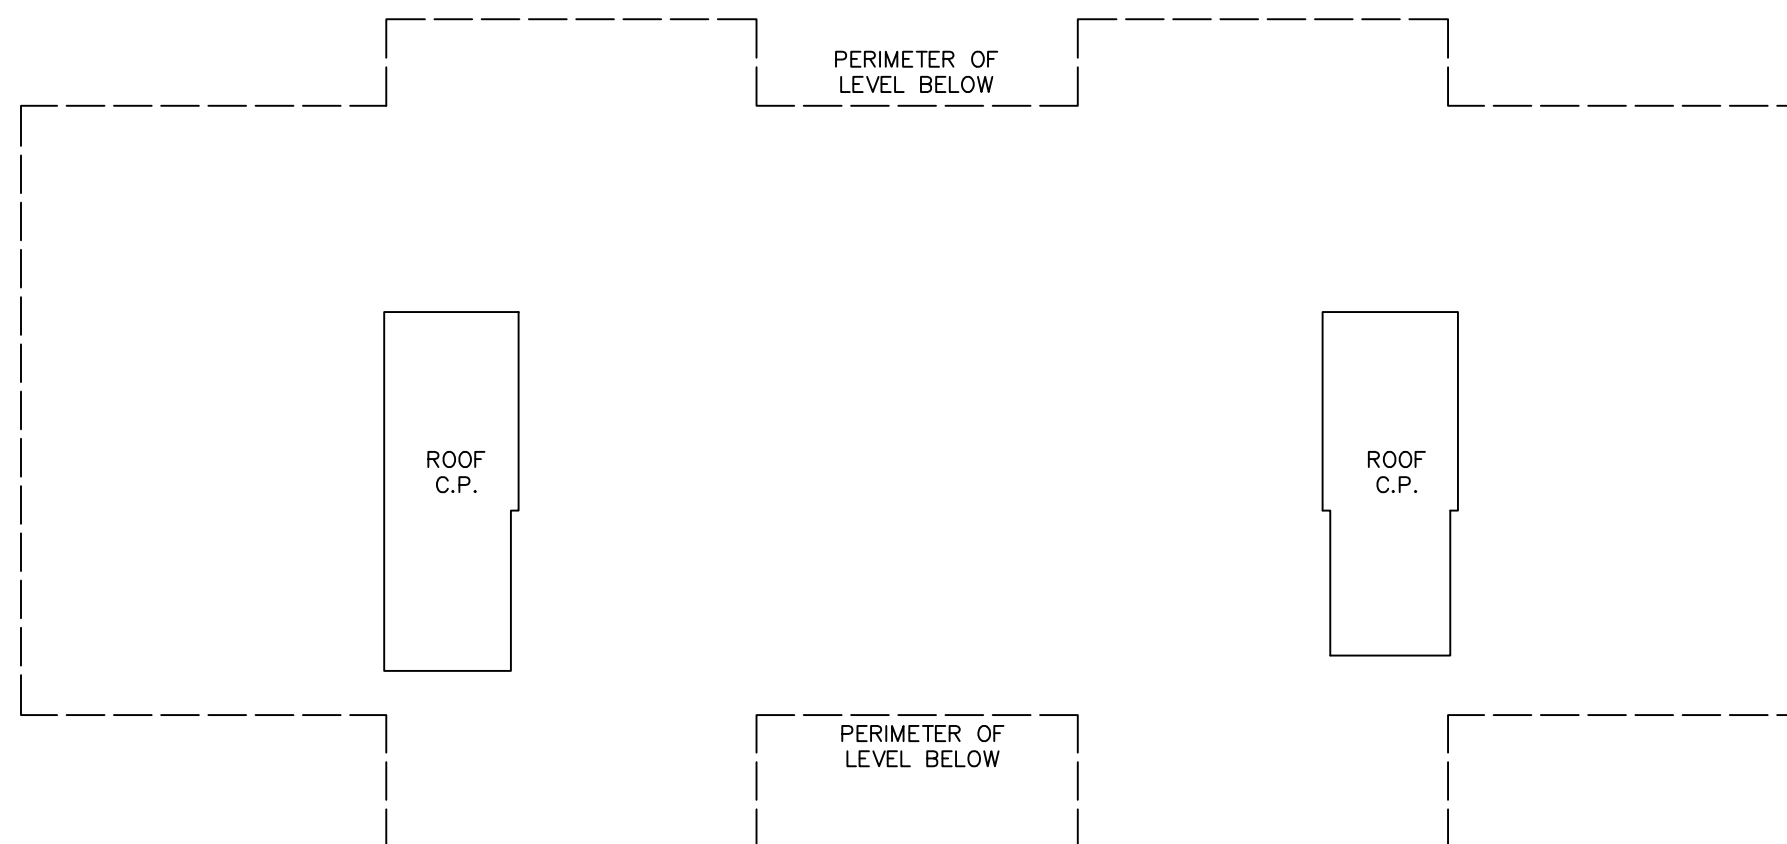 PERIMETER OF
LEVEL BELOW
ROOF
C.P.
ROOF
C.P.
PERIMETER OF
LEVEL BELOW